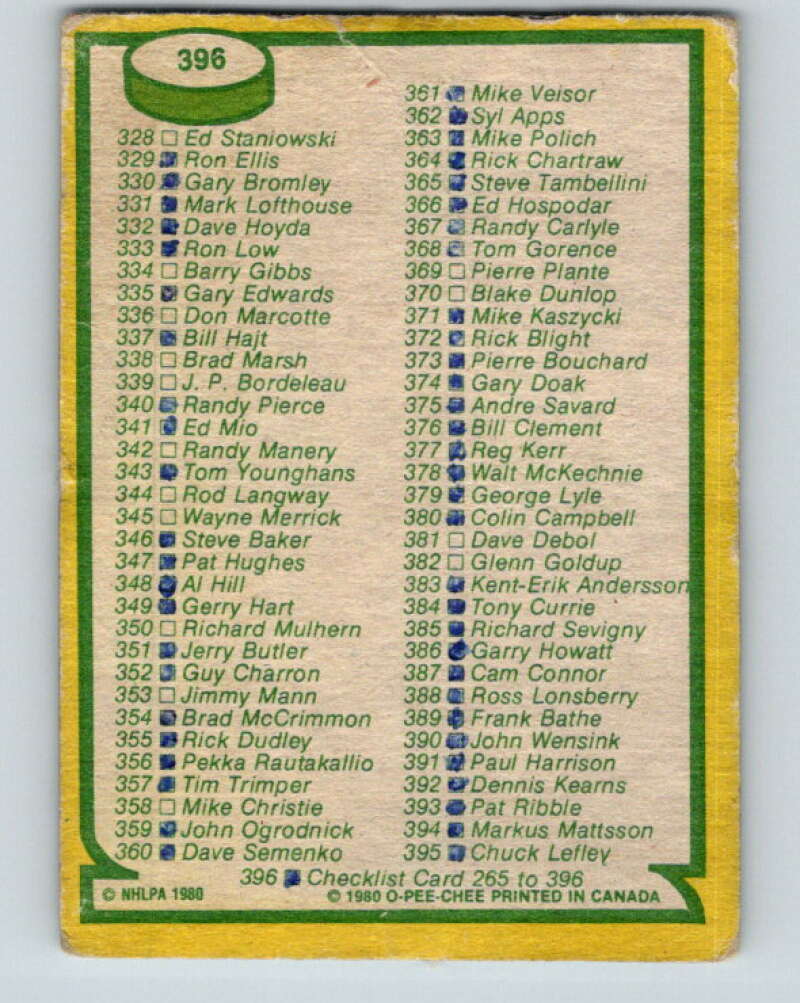 396
328 Ed Staniowski
329 Ron Ellis
330 Gary Bromley
331 Mark Lofthouse
332 Dave Hoyda
333 Ron Low
334 Barry Gibbs
335 Gary Edwards
336 Don Marcotte
337 Bill Hajt
338 Brad Marsh
339 J. P. Bordeleau
340 Randy Pierce
341 Ed Mio
342 Randy Manery
343 Tom Younghans
344 Rod Langway
345 Wayne Merrick
346 Steve Baker
347 Pat Hughes
348 Al Hill
349 Gerry Hart
350 Richard Mulhern
351 Jerry Butler
352 Guy Charron
353 Jimmy Mann
354 Brad McCrimmon
355 Rick Dudley
356 Pekka Rautakallio
357 Tim Trimper
358 Mike Christie
359 John Ogrodnick
360 Dave Semenko
361 Mike Veisor
362 Syl Apps
363 Mike Polich
364 Rick Chartraw
365 Steve Tambellini
366 Ed Hospodar
367 Randy Carlyle
368 Tom Gorence
369 Pierre Plante
370 Blake Dunlop
371 Mike Kaszycki
372 Rick Blight
373 Pierre Bouchard
374 Gary Doak
375 Andre Savard
376 Bill Clement
377 Reg Kerr
378 Walt McKechnie
379 George Lyle
380 Colin Campbell
381 Dave Debol
382 Glenn Goldup
383 Kent-Erik Andersson
384 Tony Currie
385 Richard Sevigny
386 Garry Howatt
387 Cam Connor
388 Ross Lonsberry
389 Frank Bathe
390 John Wensink
391 Paul Harrison
392 Dennis Kearns
393 Pat Ribble
394 Markus Mattsson
395 Chuck Lefley
396 Checklist Card 265 to 396
© NHLPA 1980
© 1980 O-PEE-CHEE PRINTED IN CANADA